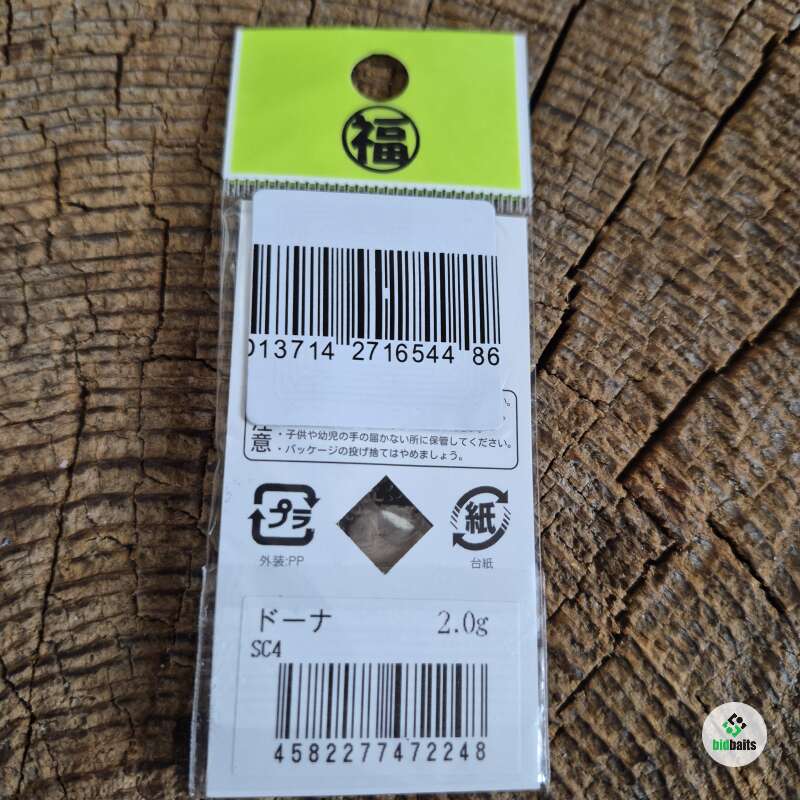 福
013714 2716544 86
い。
注意
・子供や幼児の手の届かない所に保管してください。
・パッケージの投げ捨てはやめましょう。
プラ
紙
外装:PP
台紙
ドーナ 2.0g
SC4
4582277472248
bidbaits